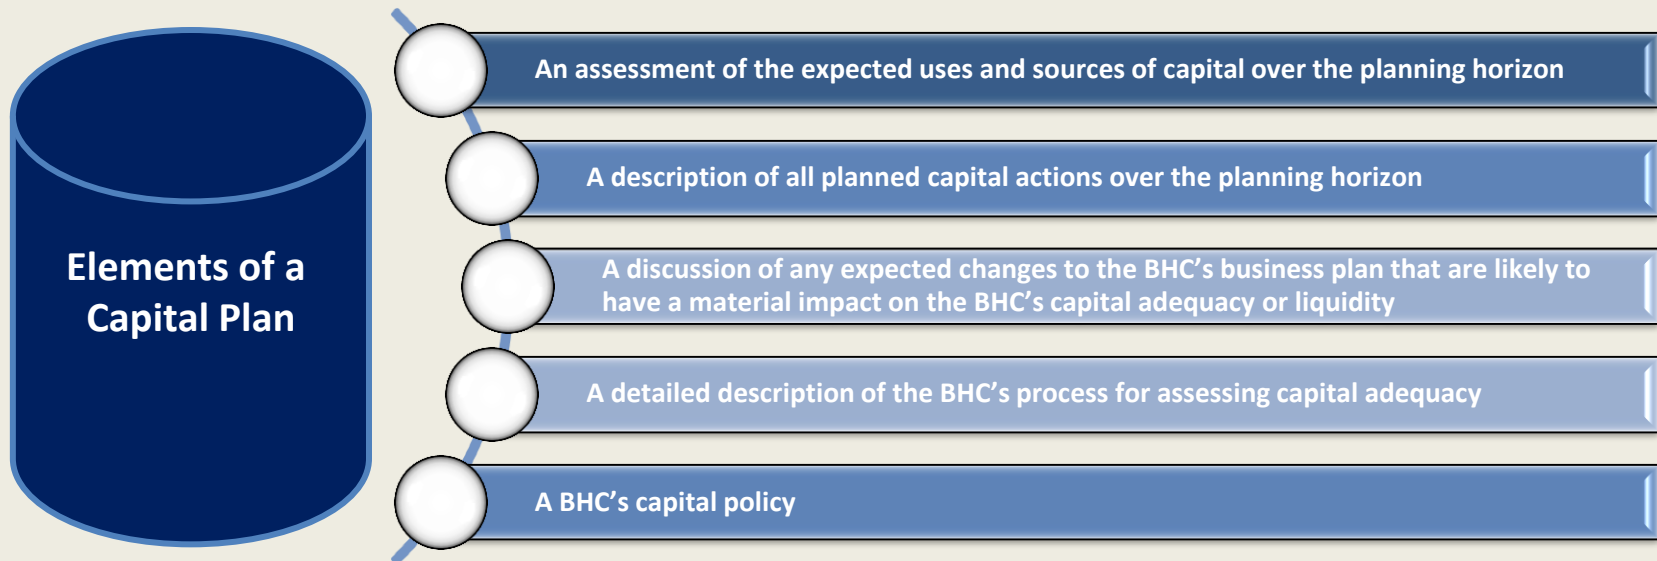 Elements of a
Capital Plan
An assessment of the expected uses and sources of capital over the planning horizon
A description of all planned capital actions over the planning horizon
A discussion of any expected changes to the BHC’s business plan that are likely to
have a material impact on the BHC’s capital adequacy or liquidity
A detailed description of the BHC’s process for assessing capital adequacy
A BHC’s capital policy